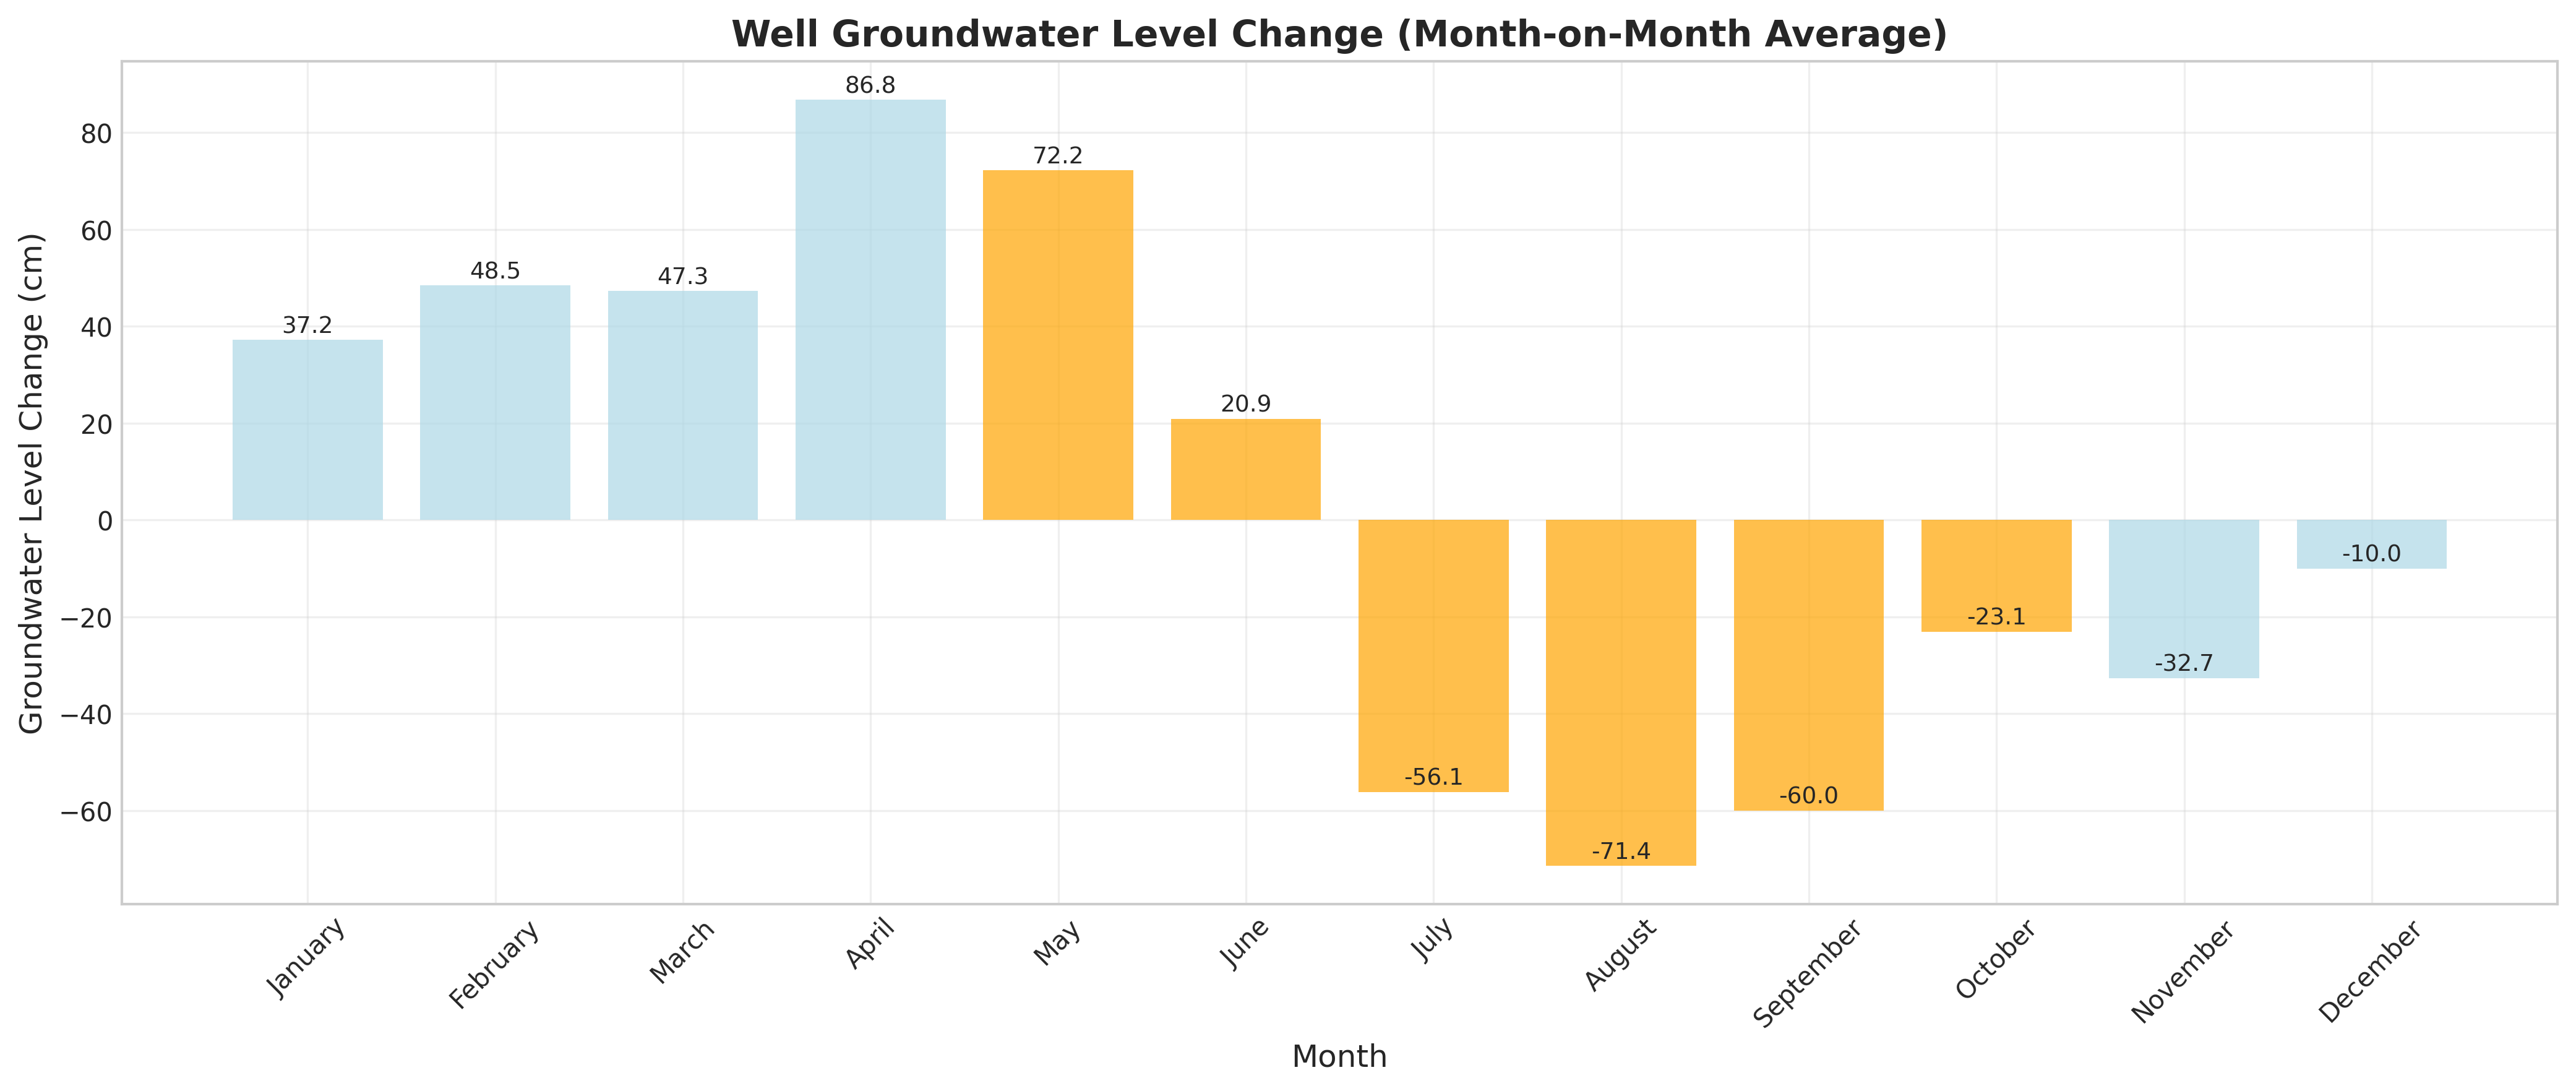 Well Groundwater Level Change (Month-on-Month Average)
Groundwater Level Change (cm)
80
60
40
20
0
−20
−40
−60
37.2
48.5
47.3
86.8
72.2
20.9
-56.1
-71.4
-60.0
-23.1
-32.7
-10.0
January
February
March
April
May
June
July
August
September
October
November
December
Month